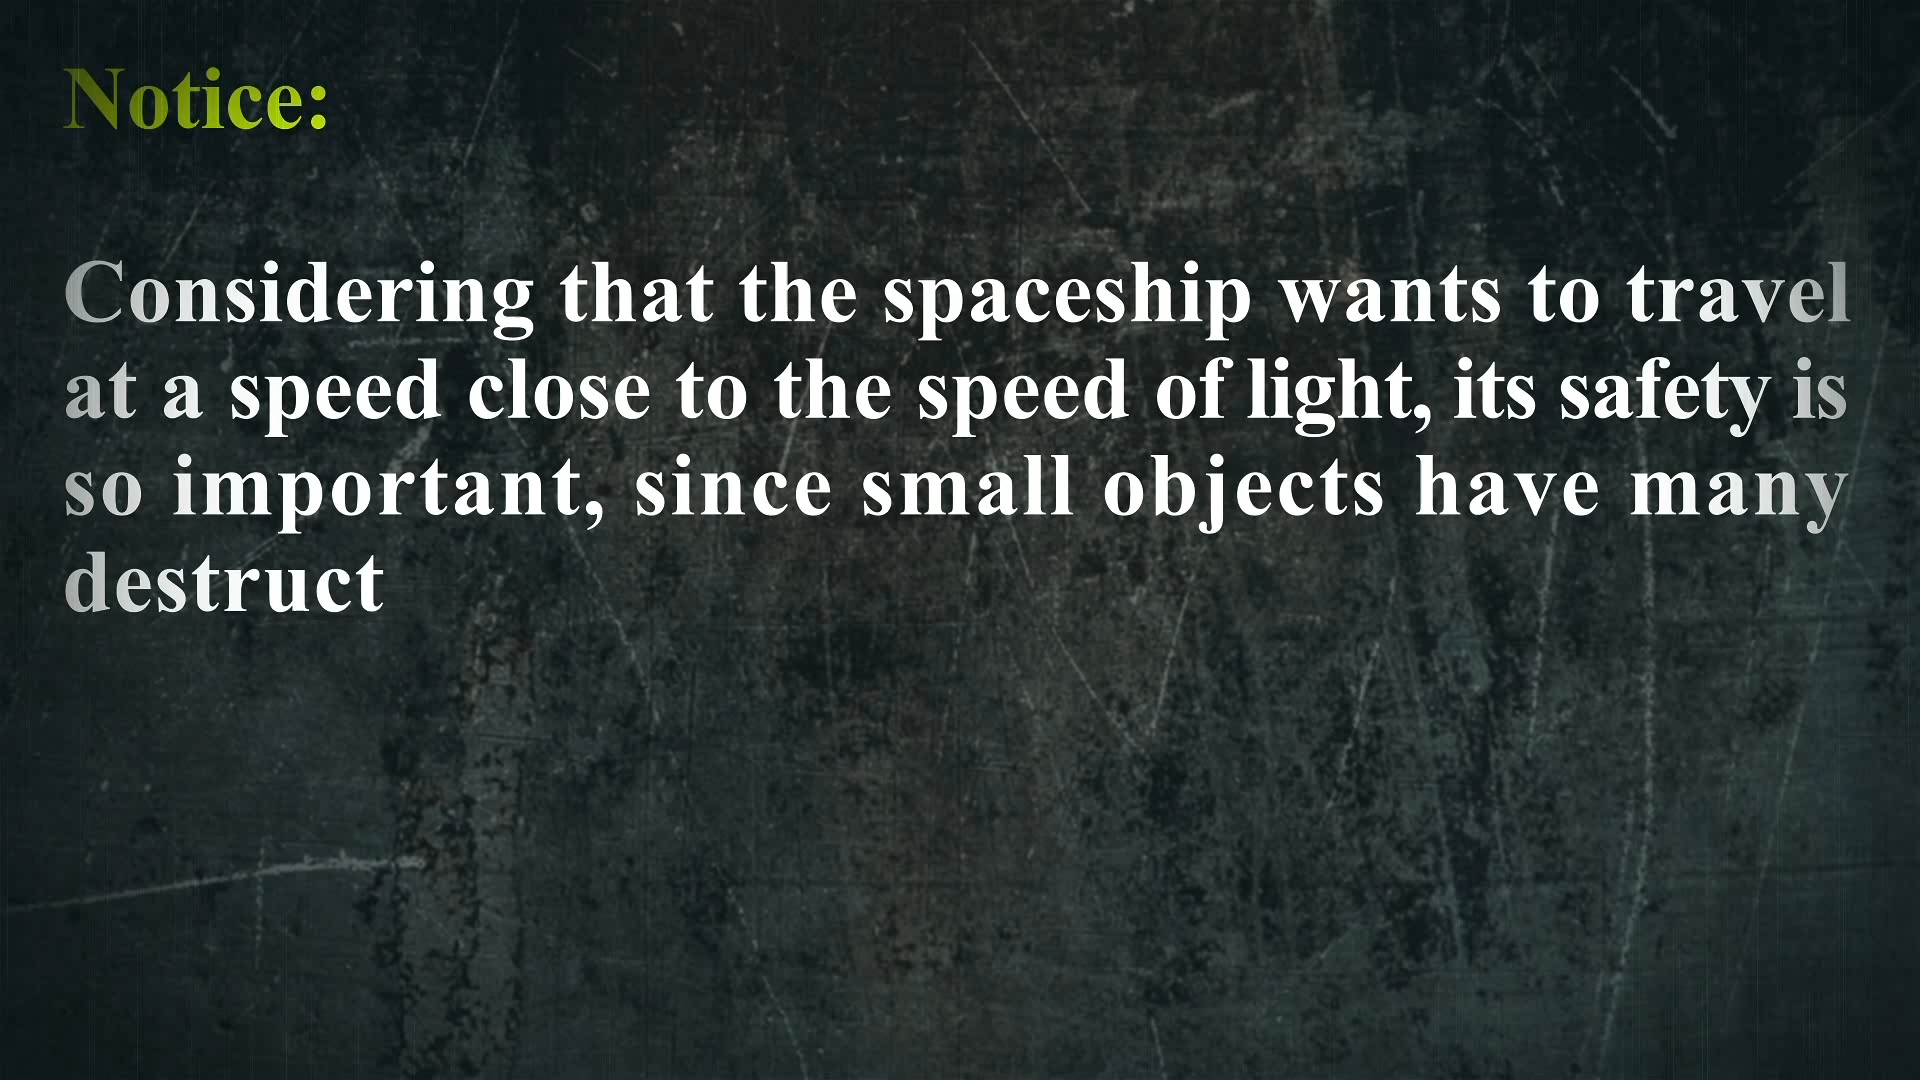 Notice:
Considering that the spaceship wants to travel
at a speed close to the speed of light, its safety is
so important, since small objects have many
destruct